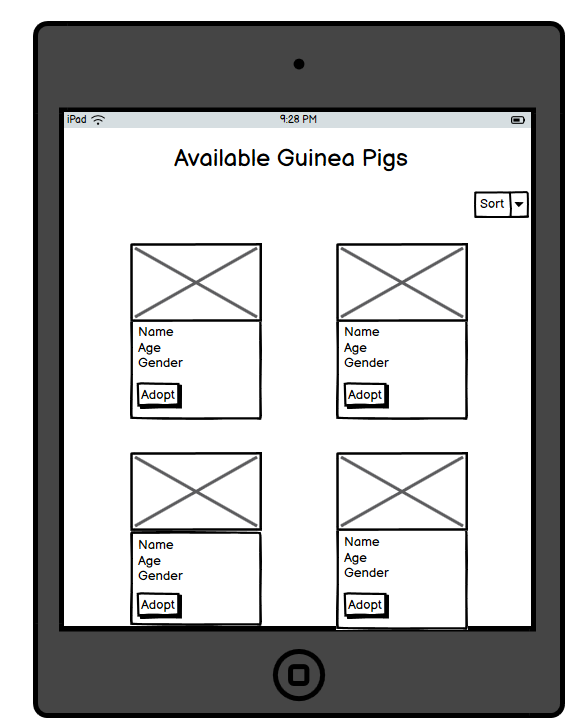 iPad 9:28 PM
Available Guinea Pigs
Sort
Name
Age
Gender
Adopt
Name
Age
Gender
Adopt
Name
Age
Gender
Adopt
Name
Age
Gender
Adopt